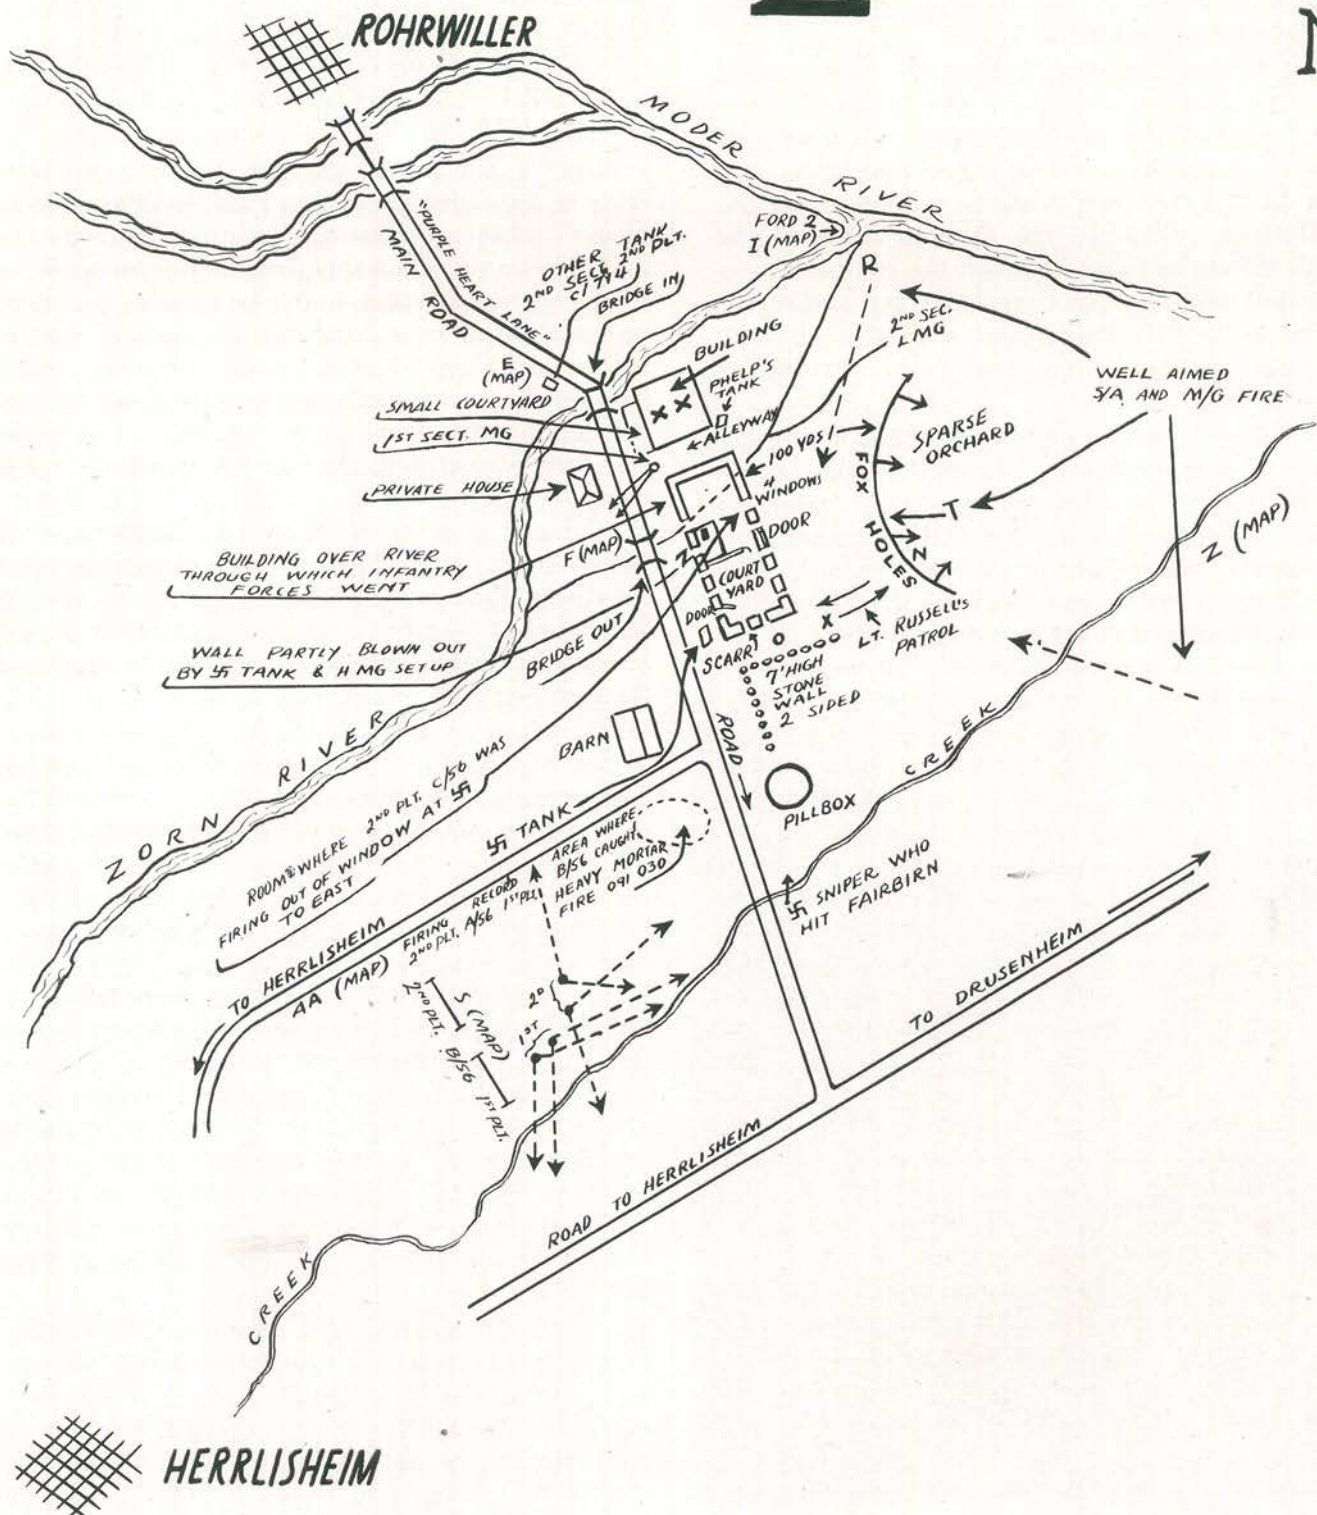 ROHRWILLER
MODER
RIVER
"PURPLE HEART LANE"
MAIN
ROAD
OTHER TANK
2ND SECT 2ND PLT.
C/714
BRIDGE IN
FORD 2
I (MAP)
R
2ND SEC.
LMG
E
(MAP)
BUILDING
PHELP'S
TANK
WELL AIMED
S/A AND M/G FIRE
SMALL COURTYARD
1ST SECT. MG
PRIVATE HOUSE
ALLEYWAY
100 YDS
4
WINDOWS
SPARSE
ORCHARD
FOX
HOLES
T
N
Z (MAP)
BUILDING OVER RIVER
THROUGH WHICH INFANTRY
FORCES WENT
F (MAP)
DOOR
N
COURT
YARD
DOOR
WALL PARTLY BLOWN OUT
BY 卐 TANK & HMG SET UP
BRIDGE OUT
SCARR
O
X
LT. RUSSELL'S
PATROL
7' HIGH
STONE
WALL
2 SIDED
ZORN RIVER
BARN
ROAD
CREEK
PILLBOX
ROOM WHERE 2ND PLT. C/56 WAS
FIRING OUT OF WINDOW AT 卐
TO EAST
卐 TANK
AREA WHERE
B/56 CAUGHT
HEAVY MORTAR
FIRE 091 030
FIRING RECORD
2ND PLT. A/56 1ST PLT.
卐 SNIPER WHO
HIT FAIRBIRN
TO HERRLISHEIM
AA (MAP)
S (MAP)
2ND PLT. B/56 1ST PLT.
2D
1ST
TO DRUSENHEIM
ROAD TO HERRLISHEIM
CREEK
HERRLISHEIM